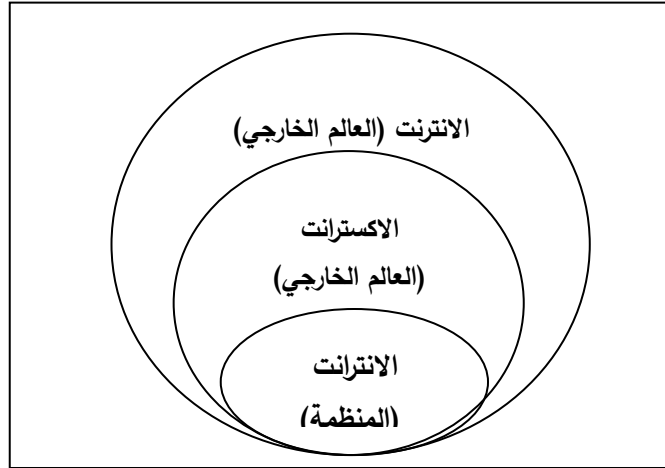 الانترنت (العالم الخارجي)
الاكسترانت
(العالم الخارجي)
الانترانت
(المنظمة)